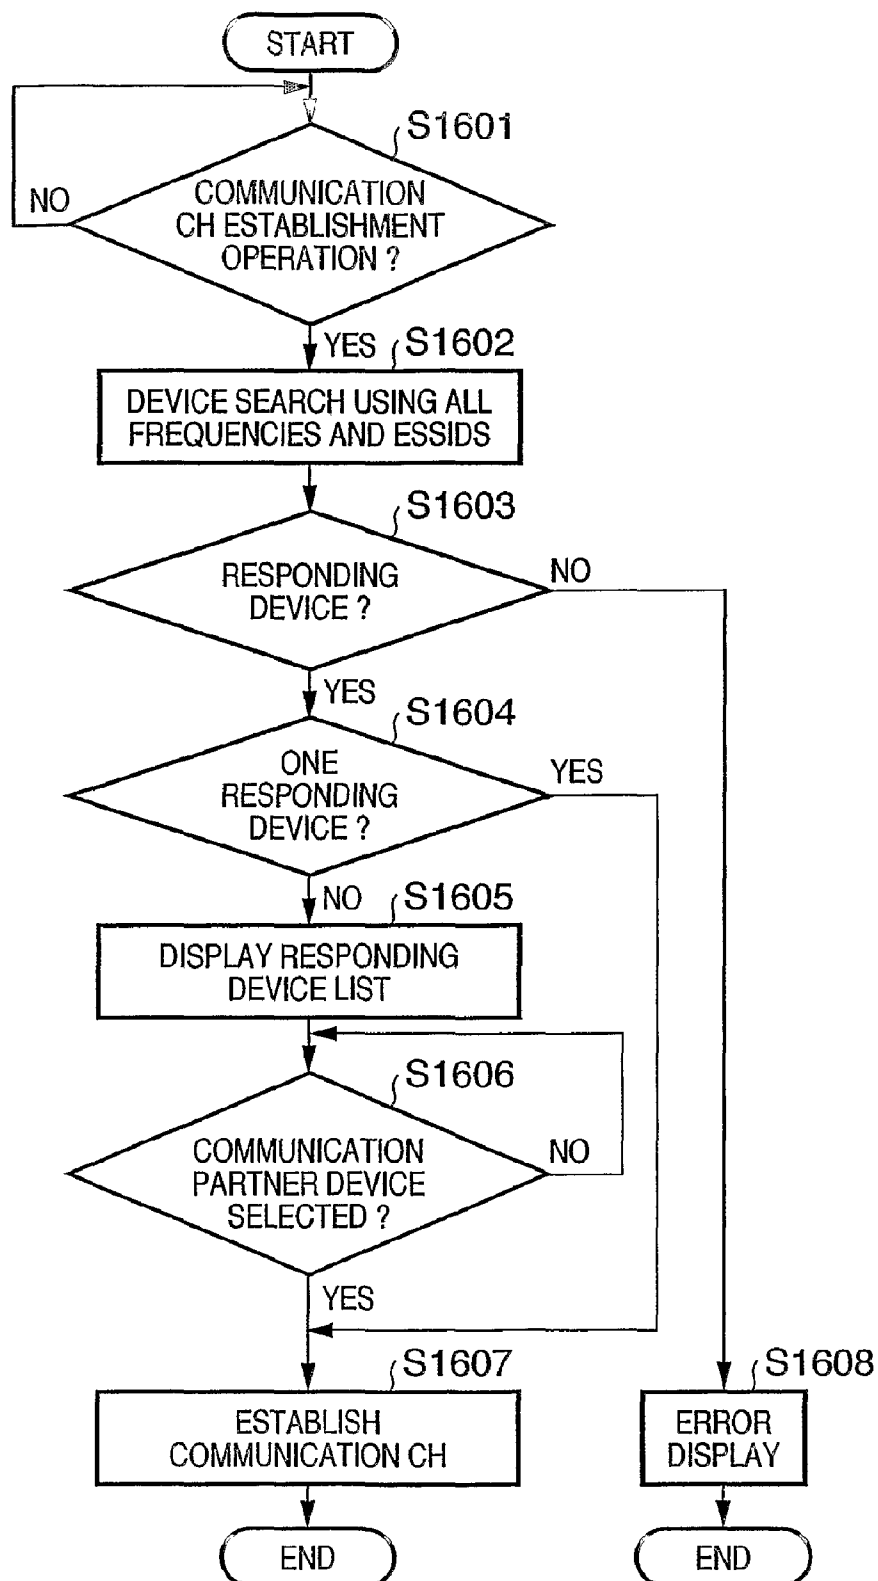 START
S1601
NO
COMMUNICATION
CH ESTABLISHMENT
OPERATION ?
YES
S1602
DEVICE SEARCH USING ALL
FREQUENCIES AND ESSIDS
S1603
RESPONDING
DEVICE ?
NO
YES
S1604
ONE
RESPONDING
DEVICE ?
YES
NO
S1605
DISPLAY RESPONDING
DEVICE LIST
S1606
COMMUNICATION
PARTNER DEVICE
SELECTED ?
NO
YES
S1607
S1608
ESTABLISH
COMMUNICATION CH
ERROR
DISPLAY
END
END